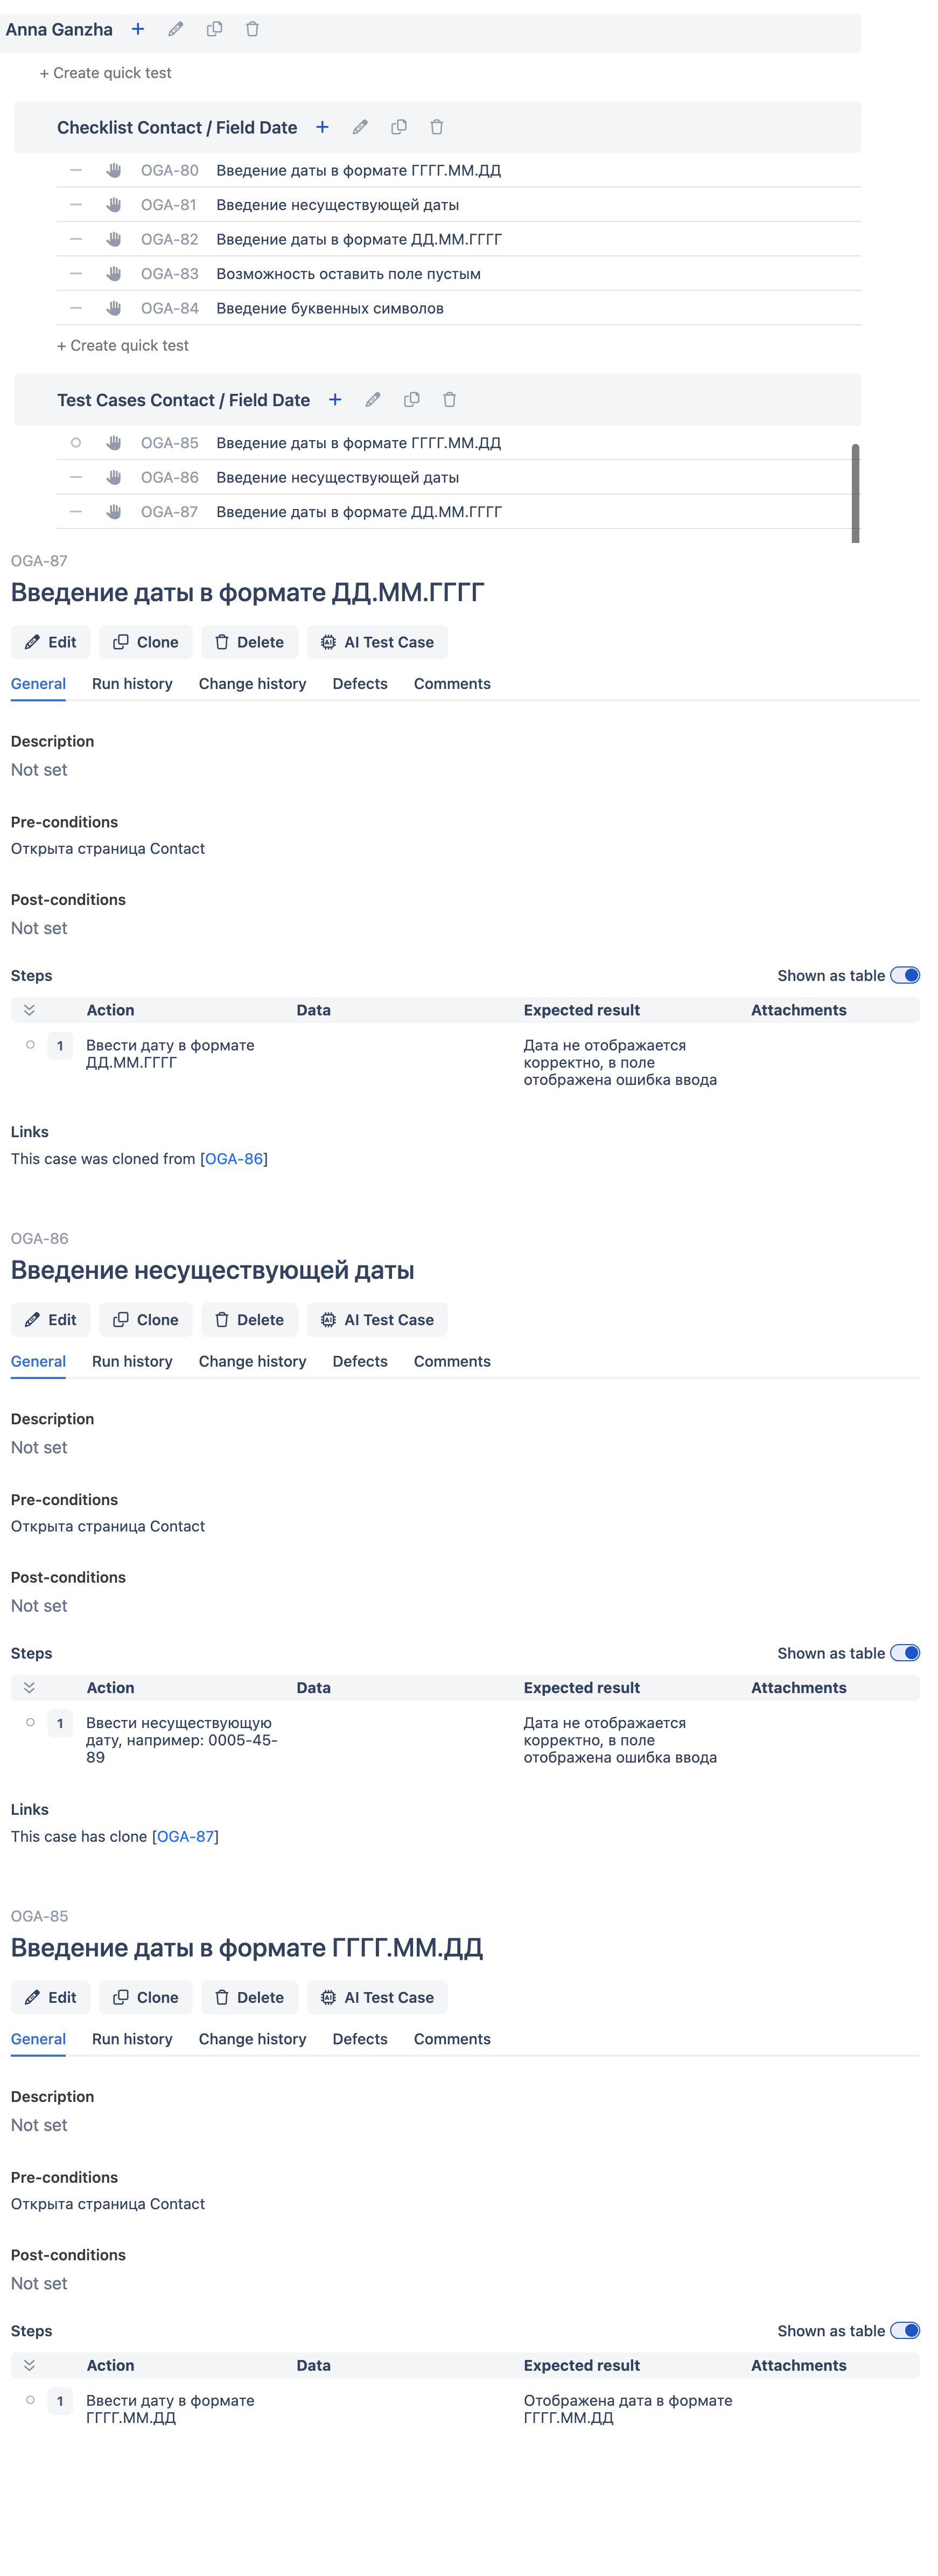 Anna Ganzha
+ Create quick test
Checklist Contact / Field Date
OGA-80 Введение даты в формате ГГГГ.ММ.ДД
OGA-81 Введение несуществующей даты
OGA-82 Введение даты в формате ДД.ММ.ГГГГ
OGA-83 Возможность оставить поле пустым
OGA-84 Введение буквенных символов
+ Create quick test
Test Cases Contact / Field Date
OGA-85 Введение даты в формате ГГГГ.ММ.ДД
OGA-86 Введение несуществующей даты
OGA-87 Введение даты в формате ДД.ММ.ГГГГ
OGA-87
Введение даты в формате ДД.ММ.ГГГГ
Edit Clone Delete AI Test Case
General Run history Change history Defects Comments
Description
Not set
Pre-conditions
Открыта страница Contact
Post-conditions
Not set
Steps Shown as table
Action Data Expected result Attachments
1 Ввести дату в формате Дата не отображается
ДД.ММ.ГГГГ корректно, в поле
отображена ошибка ввода
Links
This case was cloned from [OGA-86]
OGA-86
Введение несуществующей даты
Edit Clone Delete AI Test Case
General Run history Change history Defects Comments
Description
Not set
Pre-conditions
Открыта страница Contact
Post-conditions
Not set
Steps Shown as table
Action Data Expected result Attachments
1 Ввести несуществующую Дата не отображается
дату, например: 0005-45- корректно, в поле
89 отображена ошибка ввода
Links
This case has clone [OGA-87]
OGA-85
Введение даты в формате ГГГГ.ММ.ДД
Edit Clone Delete AI Test Case
General Run history Change history Defects Comments
Description
Not set
Pre-conditions
Открыта страница Contact
Post-conditions
Not set
Steps Shown as table
Action Data Expected result Attachments
1 Ввести дату в формате Отображена дата в формате
ГГГГ.ММ.ДД ГГГГ.ММ.ДД